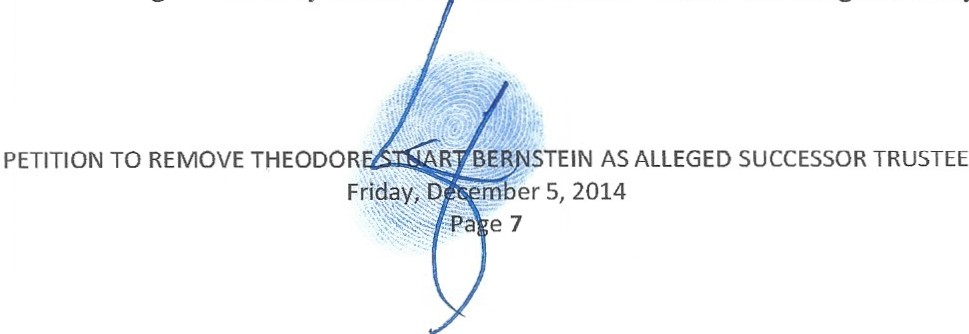 PETITION TO REMOVE THEODORE STUART BERNSTEIN AS ALLEGED SUCCESSOR TRUSTEE
Friday, December 5, 2014
Page 7